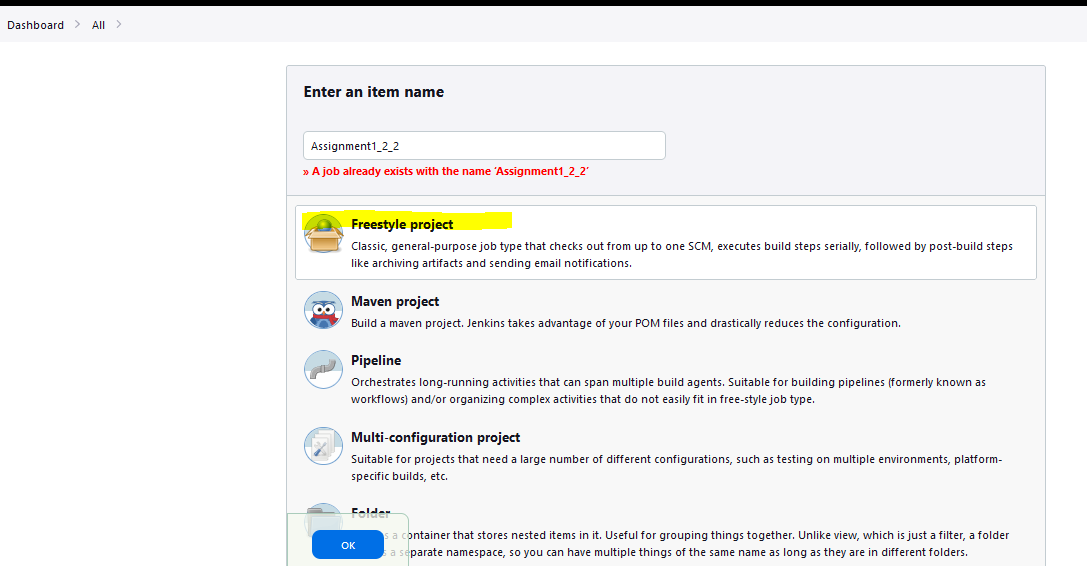 Dashboard > All >
Enter an item name
Assignment1_2_2
» A job already exists with the name ‘Assignment1_2_2’
Freestyle project
Classic, general-purpose job type that checks out from up to one SCM, executes build steps serially, followed by post-build steps
like archiving artifacts and sending email notifications.
Maven project
Build a maven project. Jenkins takes advantage of your POM files and drastically reduces the configuration.
Pipeline
Orchestrates long-running activities that can span multiple build agents. Suitable for building pipelines (formerly known as
workflows) and/or organizing complex activities that do not easily fit in free-style job type.
Multi-configuration project
Suitable for projects that need a large number of different configurations, such as testing on multiple environments, platform-
specific builds, etc.
Folder
s a container that stores nested items in it. Useful for grouping things together. Unlike view, which is just a filter, a folder
s a separate namespace, so you can have multiple things of the same name as long as they are in different folders.
OK